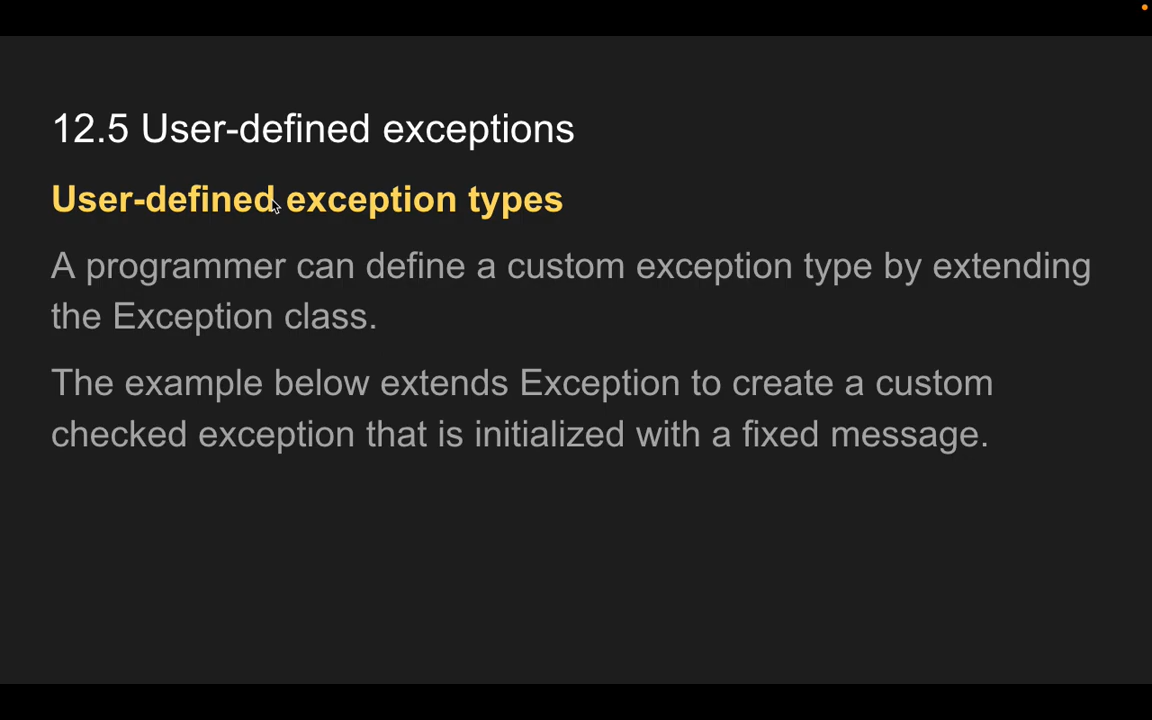 12.5 User-defined exceptions
User-defined exception types
A programmer can define a custom exception type by extending
the Exception class.
The example below extends Exception to create a custom
checked exception that is initialized with a fixed message.